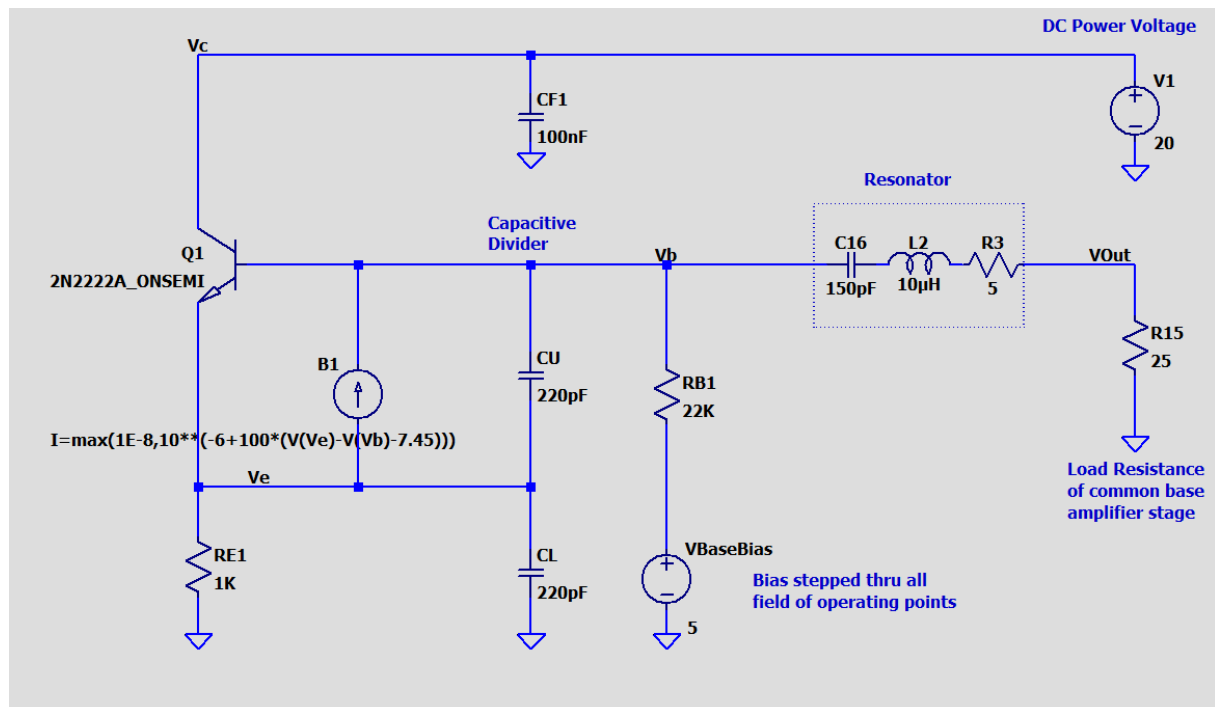 DC Power Voltage
Vc
V1
CF1
100nF
20
Resonator
Capacitive
Divider
Q1
Vb
C16
L2
R3
VOut
2N2222A_ONSEMI
150pF
10µH
5
B1
CU
220pF
RB1
22K
R15
25
I=max(1E-8,10**(-6+100*(V(Ve)-V(Vb)-7.45)))
Ve
Load Resistance
of common base
amplifier stage
RE1
1K
CL
220pF
VBaseBias
Bias stepped thru all
field of operating points
5